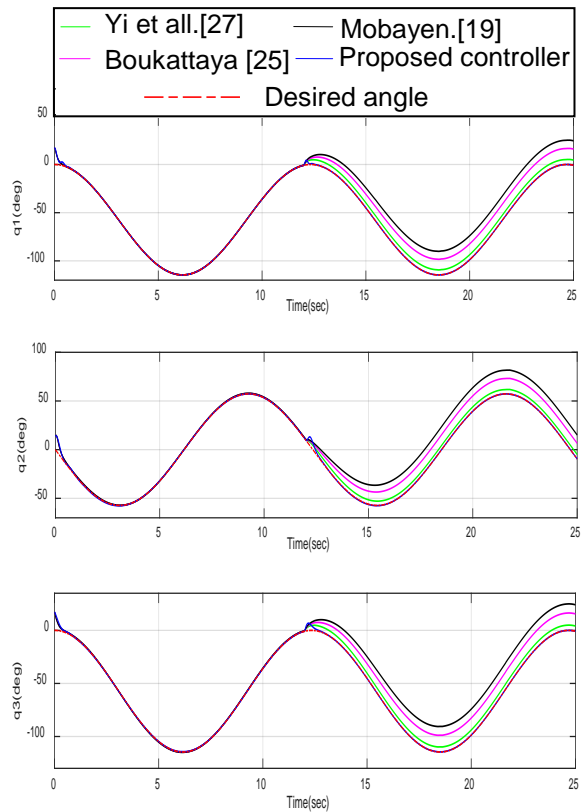 Yi et all.[27] Mobayen.[19]
Boukattaya [25] Proposed controller
Desired angle
50
0
-50
-100
q1(deg)
0 5 10 15 20 25
Time(sec)
100
50
0
-50
q2(deg)
0 5 10 15 20 25
Time(sec)
0
-50
-100
q3(deg)
0 5 10 15 20 25
Time(sec)